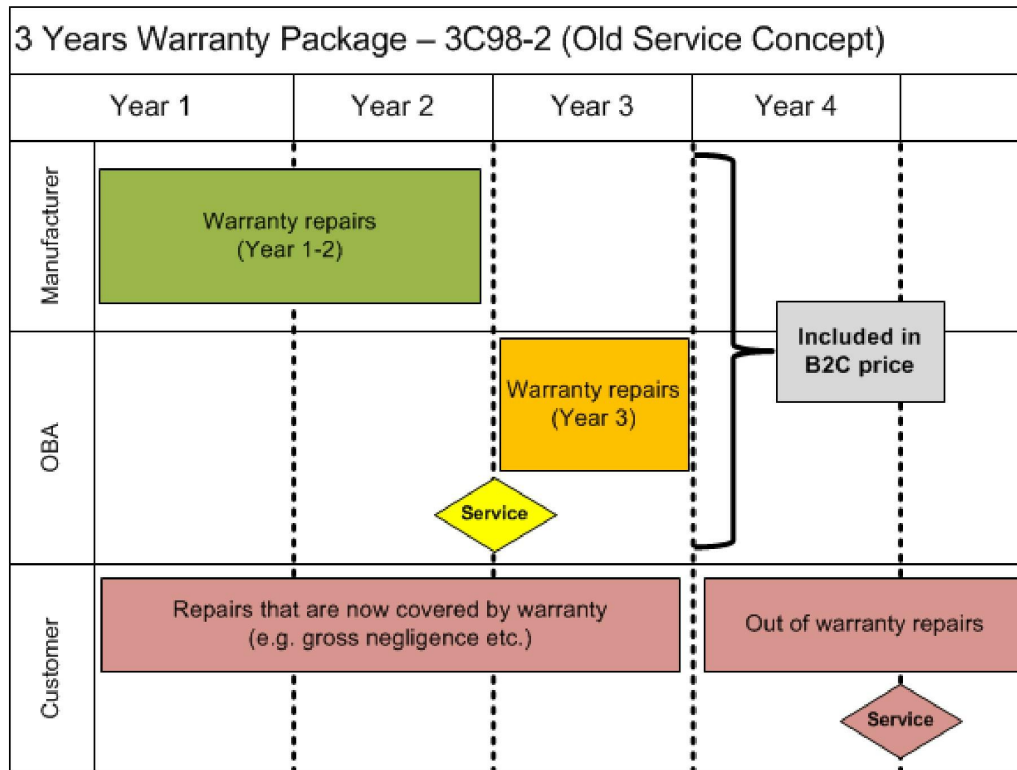 3 Years Warranty Package – 3C98-2 (Old Service Concept)
Year 1
Year 2
Year 3
Year 4
Manufacturer
Warranty repairs
(Year 1-2)
Included in
B2C price
OBA
Warranty repairs
(Year 3)
Service
Customer
Repairs that are now covered by warranty
(e.g. gross negligence etc.)
Out of warranty repairs
Service